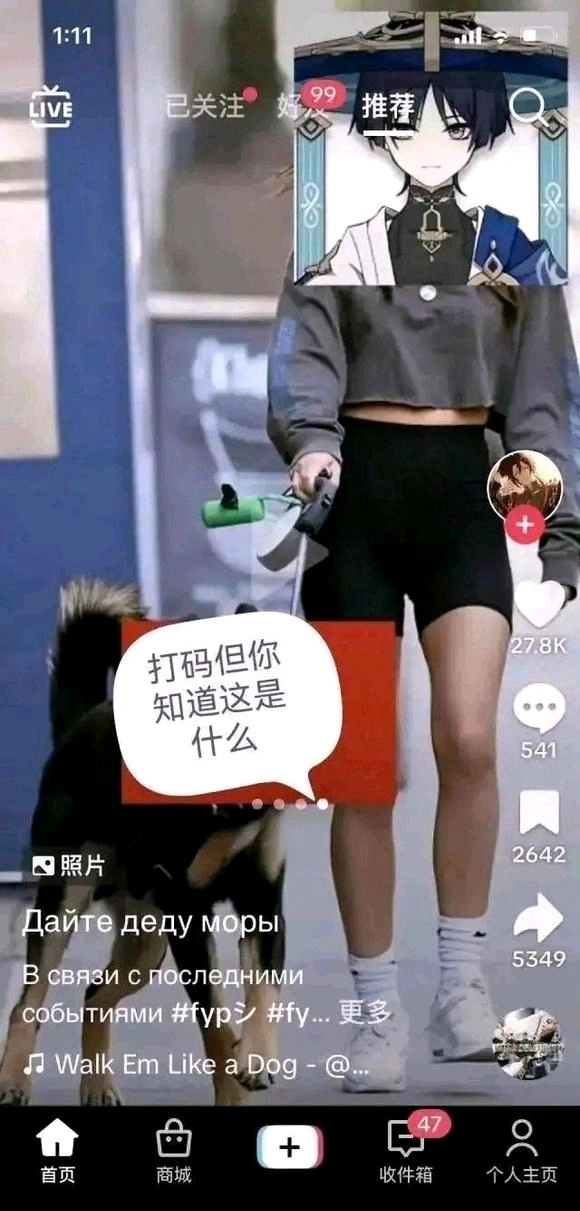 1:11
LIVE
已关注
好友
99
推荐
打码但你
知道这是
什么
27.8K
541
2642
5349
照片
Дайте деду моры
В связи с последними
событиями #fypシ #fy... 更多
Walk Em Like a Dog - @...
首页
商城
47
收件箱
个人主页